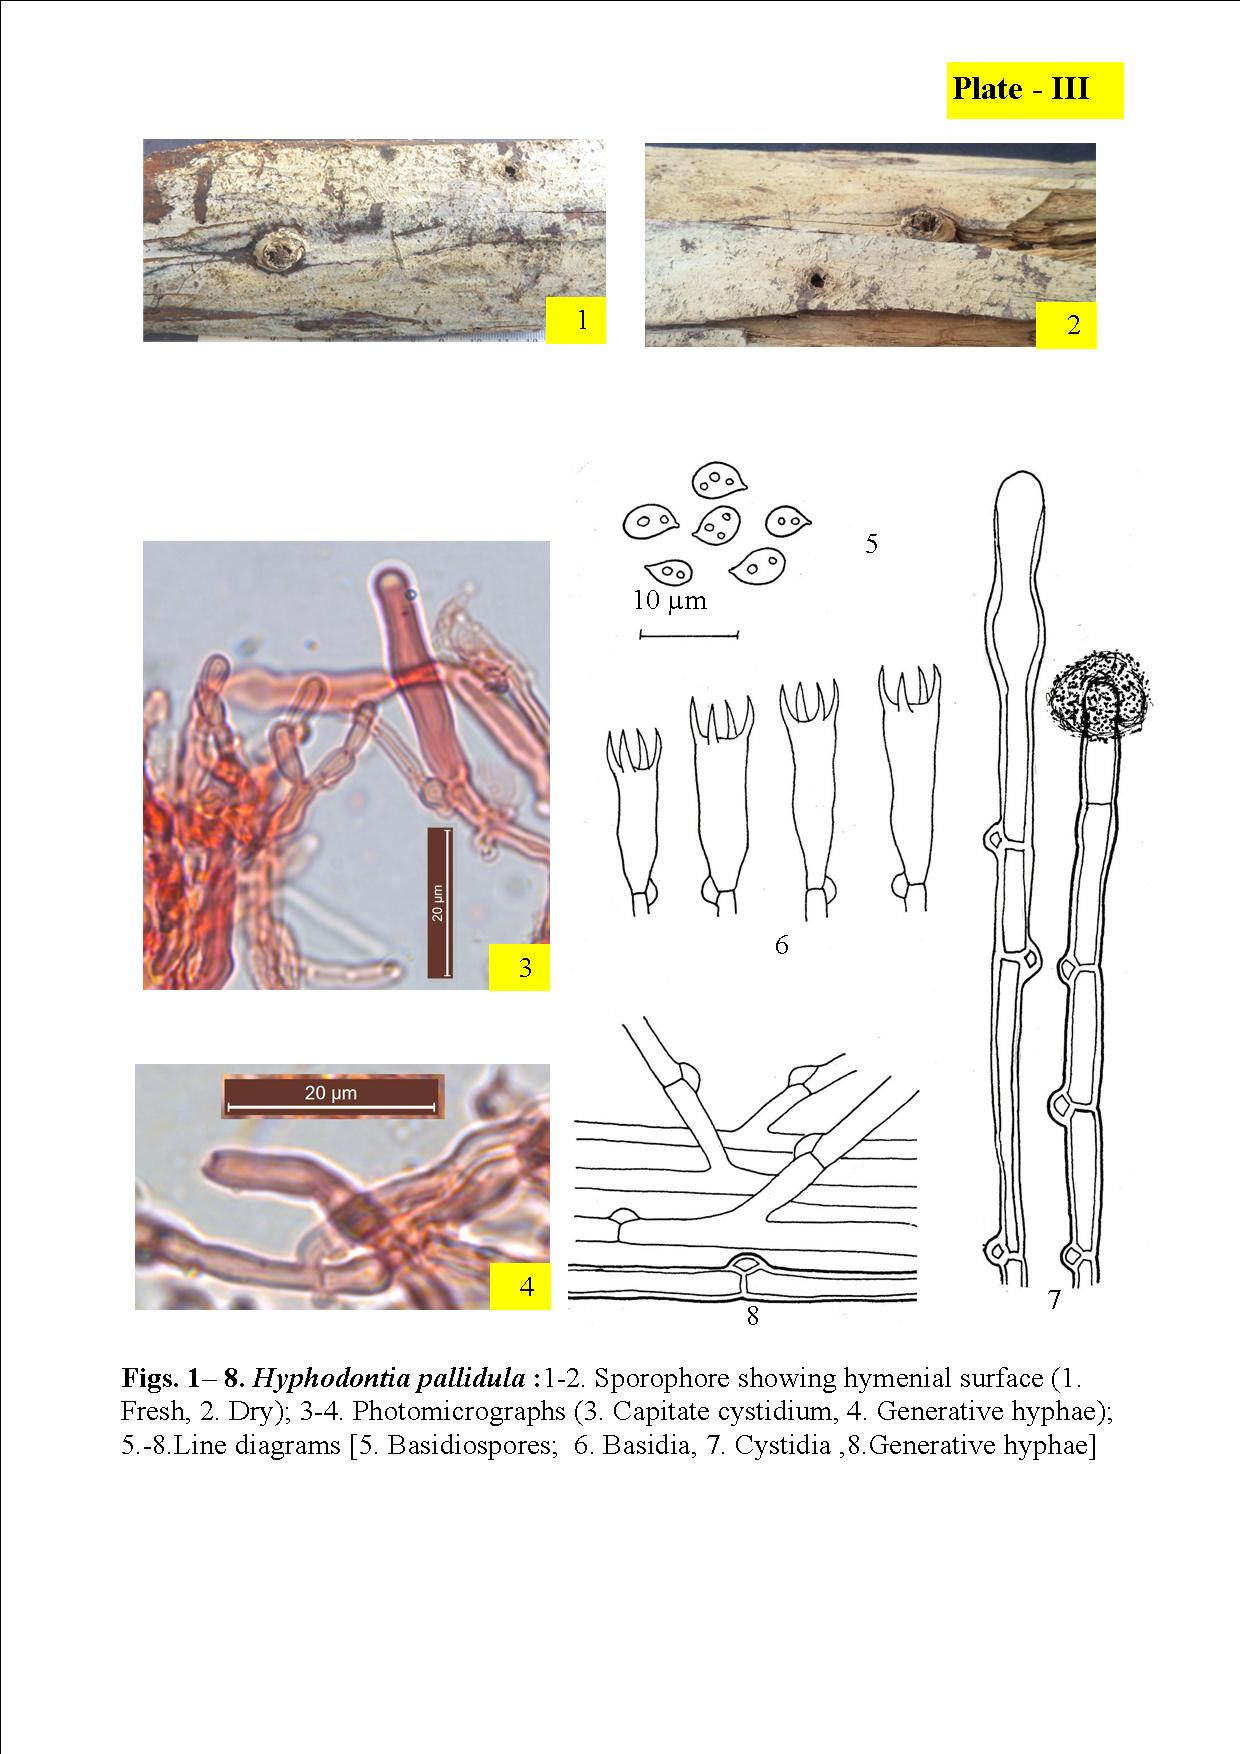 Plate - III
1
2
5
10 μm
20 μm
3
6
20 μm
4
8
7
Figs. 1– 8. Hyphodontia pallidula :1-2. Sporophore showing hymenial surface (1.
Fresh, 2. Dry); 3-4. Photomicrographs (3. Capitate cystidium, 4. Generative hyphae);
5.-8.Line diagrams [5. Basidiospores;  6. Basidia, 7. Cystidia ,8.Generative hyphae]